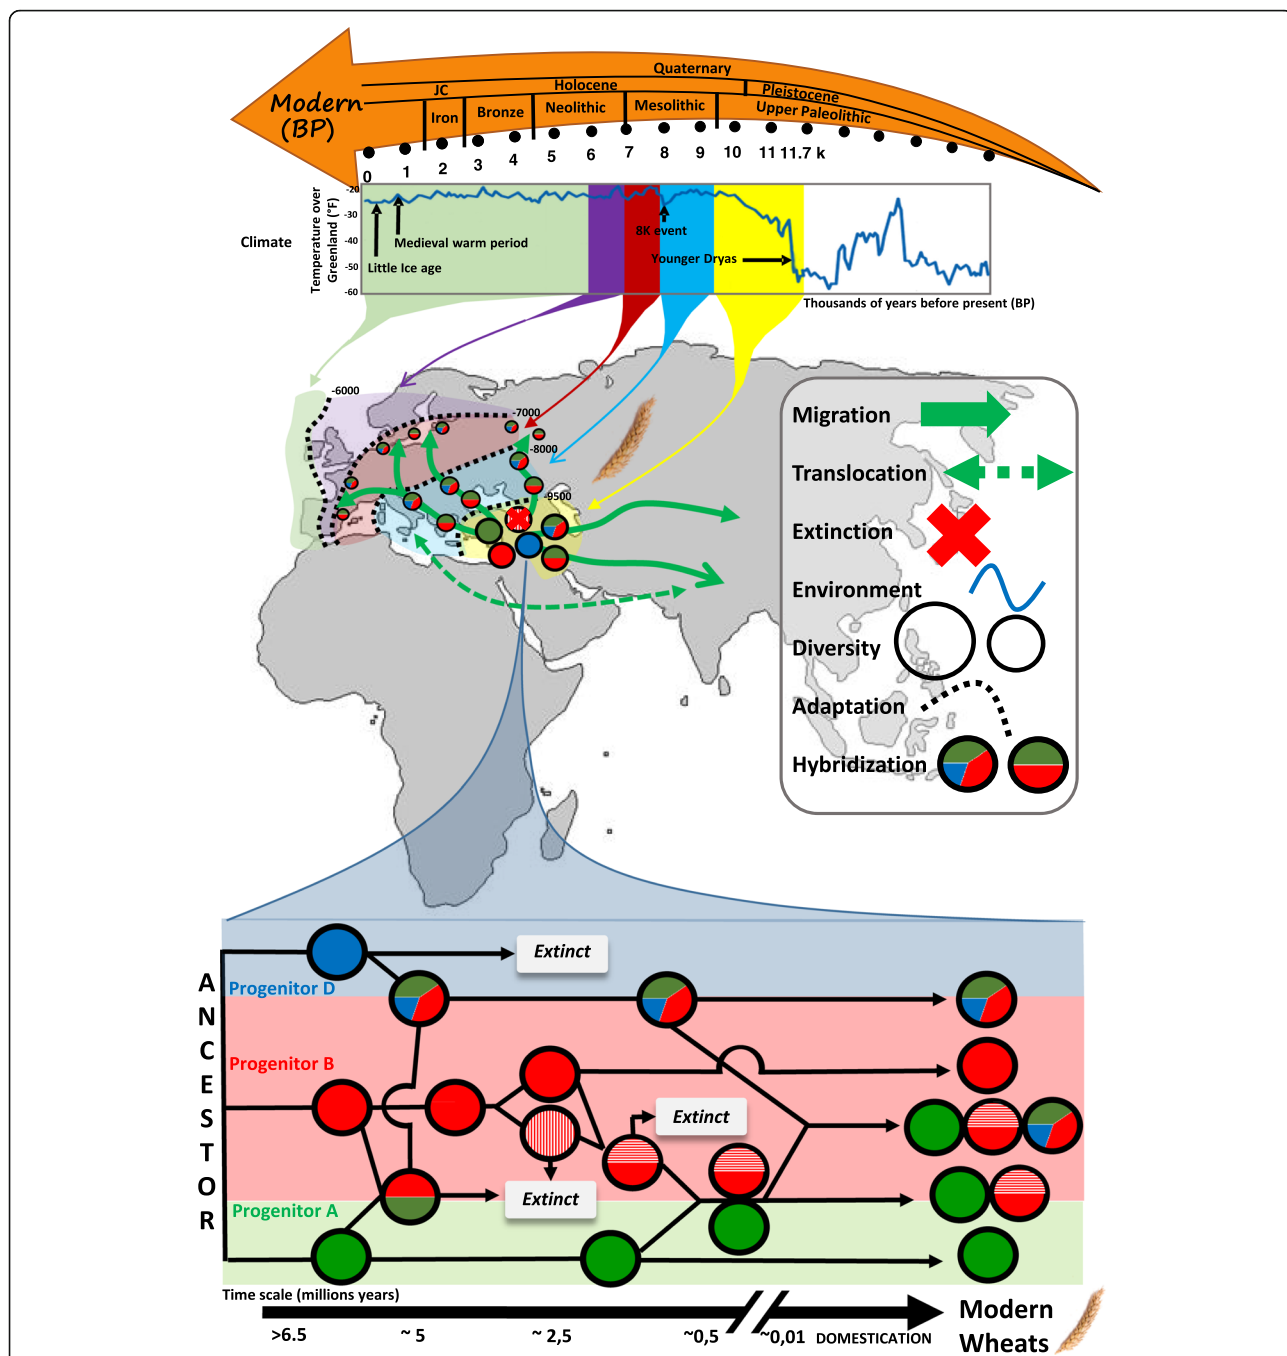 Quaternary
JC
Holocene
Pleistocene
Modern
(BP)
Iron
Bronze
Neolithic
Mesolithic
Upper Paleolithic
0
1
2
3
4
5
6
7
8
9
10
11
11.7 k
Climate
Temperature over
Greenland (°F)
-20
-30
-40
-50
-60
Medieval warm period
Little Ice age
8K event
Younger Dryas
Thousands of years before present (BP)
-6000
-7000
-8000
-9500
Migration
Translocation
Extinction
Environment
Diversity
Adaptation
Hybridization
ANCESTOR
Extinct
Progenitor D
Progenitor B
Extinct
Extinct
Progenitor A
Time scale (millions years)
>6.5
~ 5
~ 2,5
~0,5
~0,01
DOMESTICATION
Modern
Wheats